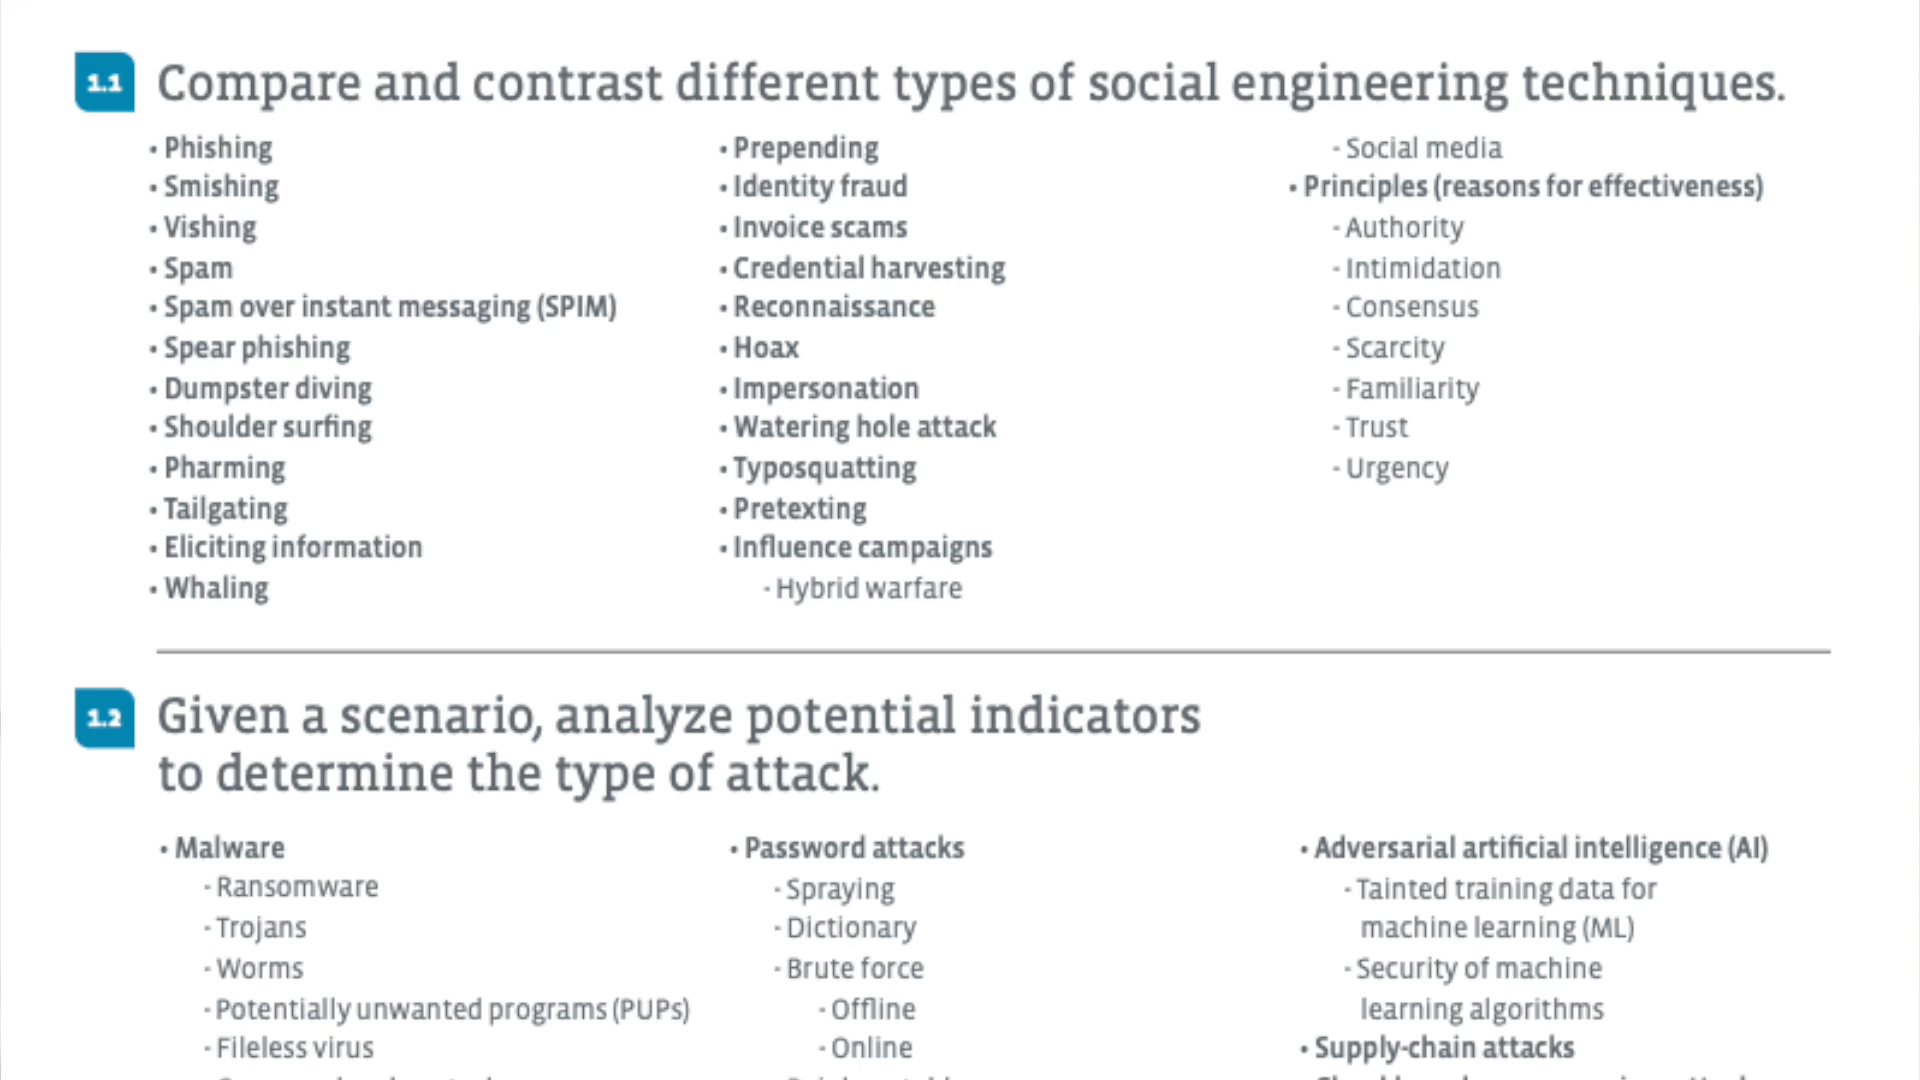 1.1 Compare and contrast different types of social engineering techniques.
• Phishing
• Smishing
• Vishing
• Spam
• Spam over instant messaging (SPIM)
• Spear phishing
• Dumpster diving
• Shoulder surfing
• Pharming
• Tailgating
• Eliciting information
• Whaling
• Prepending
• Identity fraud
• Invoice scams
• Credential harvesting
• Reconnaissance
• Hoax
• Impersonation
• Watering hole attack
• Typosquatting
• Pretexting
• Influence campaigns
- Hybrid warfare
- Social media
• Principles (reasons for effectiveness)
- Authority
- Intimidation
- Consensus
- Scarcity
- Familiarity
- Trust
- Urgency
1.2 Given a scenario, analyze potential indicators
to determine the type of attack.
• Malware
- Ransomware
- Trojans
- Worms
- Potentially unwanted programs (PUPs)
- Fileless virus
• Password attacks
- Spraying
- Dictionary
- Brute force
- Offline
- Online
• Adversarial artificial intelligence (AI)
- Tainted training data for
machine learning (ML)
- Security of machine
learning algorithms
• Supply-chain attacks